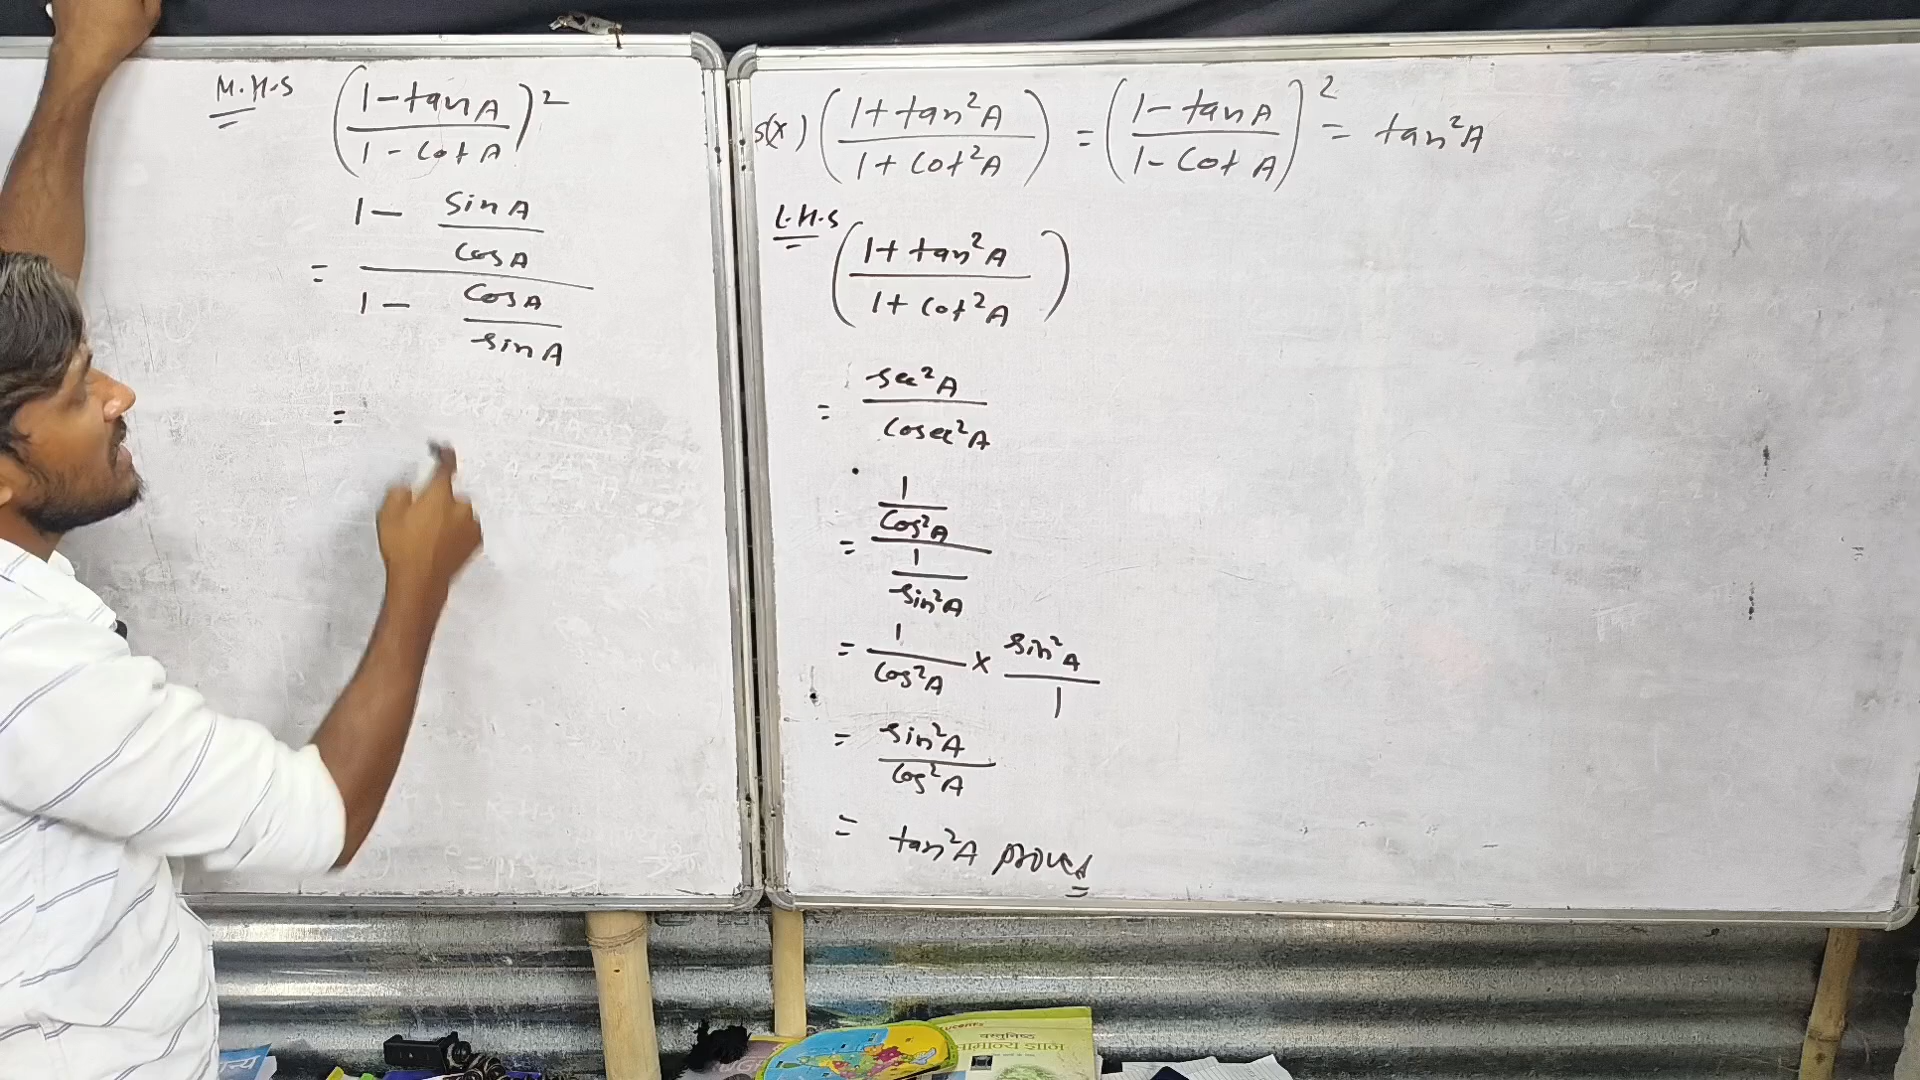 M.H.S (1-tanA/1-cotA)²
= 1- sinA/cosA / 1- cosA/sinA
=
5(x) (1+tan²A/1+cot²A) = (1-tanA/1-cotA)² = tan²A
L.H.S (1+tan²A/1+cot²A)
= sec²A/cosec²A
= 1/cos²A / 1/sin²A
= 1/cos²A × sin²A/1
= sin²A/cos²A
= tan²A proved
वस्तुनिष्ठ
सामान्य ज्ञान